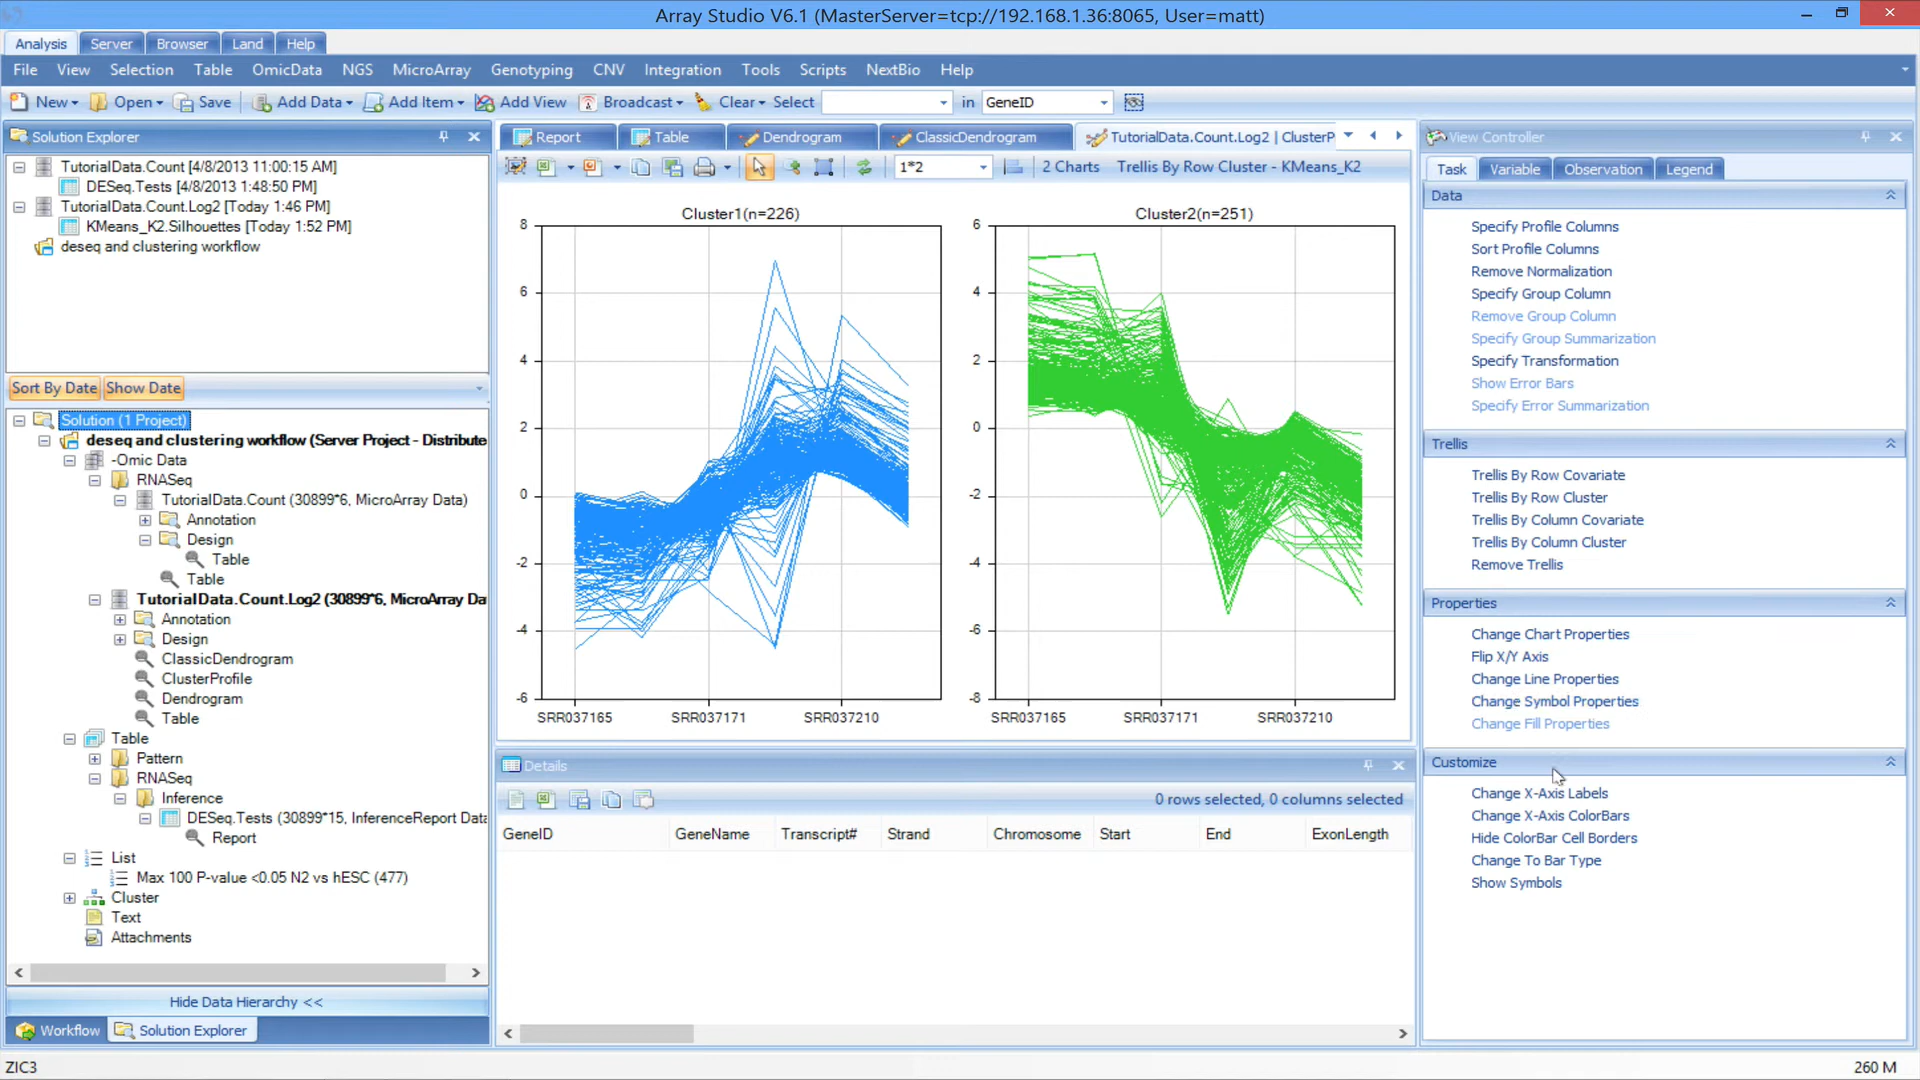 Array Studio V6.1 (MasterServer=tcp://192.168.1.36:8065, User=matt)
Analysis Server Browser Land Help
File View Selection Table OmicData NGS MicroArray Genotyping CNV Integration Tools Scripts NextBio Help
New Open Save Add Data Add Item Add View Broadcast Clear Select in GeneID
Solution Explorer
TutorialData.Count [4/8/2013 11:00:15 AM]
DESeq.Tests [4/8/2013 1:48:50 PM]
TutorialData.Count.Log2 [Today 1:46 PM]
KMeans_K2.Silhouettes [Today 1:52 PM]
deseq and clustering workflow
Sort By Date Show Date
Solution (1 Project)
deseq and clustering workflow (Server Project - Distribute
-Omic Data
RNASeq
TutorialData.Count (30899*6, MicroArray Data)
Annotation
Design
Table
Table
TutorialData.Count.Log2 (30899*6, MicroArray Da
Annotation
Design
ClassicDendrogram
ClusterProfile
Dendrogram
Table
Table
Pattern
RNASeq
Inference
DESeq.Tests (30899*15, InferenceReport Data
Report
List
Max 100 P-value <0.05 N2 vs hESC (477)
Cluster
Text
Attachments
Hide Data Hierarchy <<
Workflow Solution Explorer
Report Table Dendrogram ClassicDendrogram TutorialData.Count.Log2 | ClusterP
1*2 2 Charts Trellis By Row Cluster - KMeans_K2
Cluster1(n=226)
8
6
4
2
0
-2
-4
-6
SRR037165 SRR037171 SRR037210
Cluster2(n=251)
6
4
2
0
-2
-4
-6
-8
SRR037165 SRR037171 SRR037210
Details
0 rows selected, 0 columns selected
GeneID GeneName Transcript# Strand Chromosome Start End ExonLength
View Controller
Task Variable Observation Legend
Data
Specify Profile Columns
Sort Profile Columns
Remove Normalization
Specify Group Column
Remove Group Column
Specify Group Summarization
Specify Transformation
Show Error Bars
Specify Error Summarization
Trellis
Trellis By Row Covariate
Trellis By Row Cluster
Trellis By Column Covariate
Trellis By Column Cluster
Remove Trellis
Properties
Change Chart Properties
Flip X/Y Axis
Change Line Properties
Change Symbol Properties
Change Fill Properties
Customize
Change X-Axis Labels
Change X-Axis ColorBars
Hide ColorBar Cell Borders
Change To Bar Type
Show Symbols
ZIC3
260 M